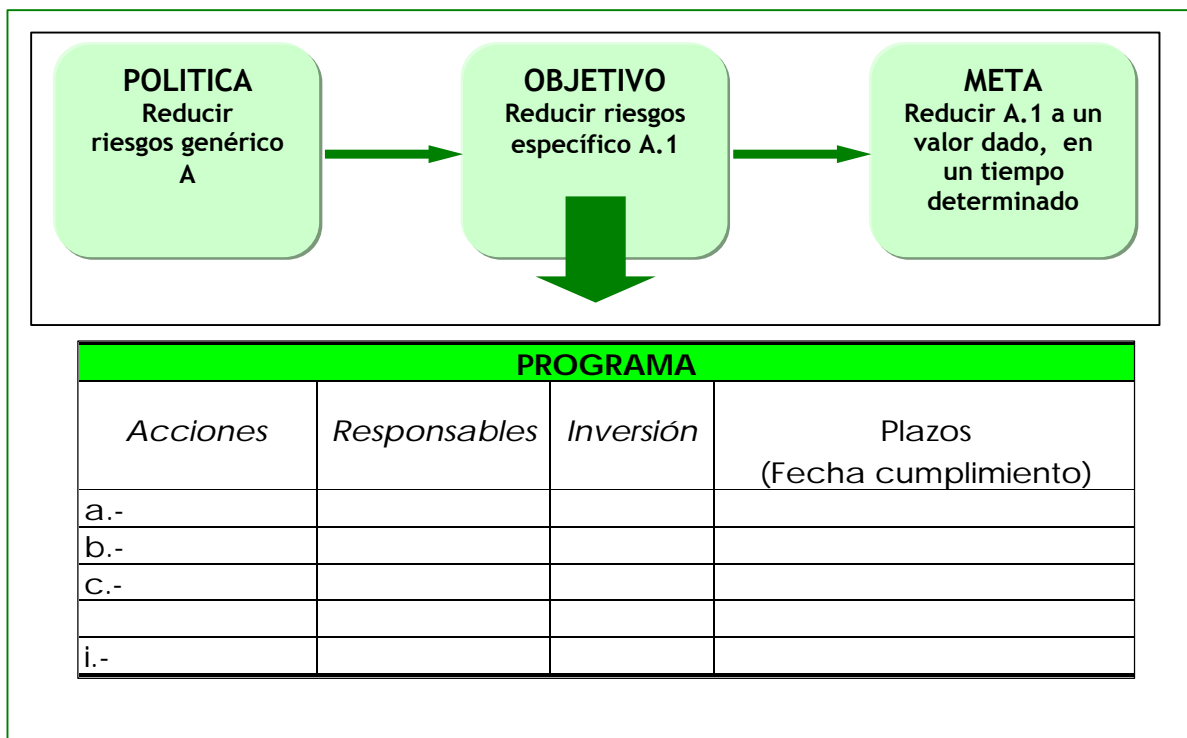 POLITICA
Reducir
riesgos genérico
A
OBJETIVO
Reducir riesgos
específico A.1
META
Reducir A.1 a un
valor dado, en
un tiempo
determinado
PROGRAMA
Acciones Responsables Inversión Plazos
(Fecha cumplimiento)
a.-
b.-
c.-
i.-